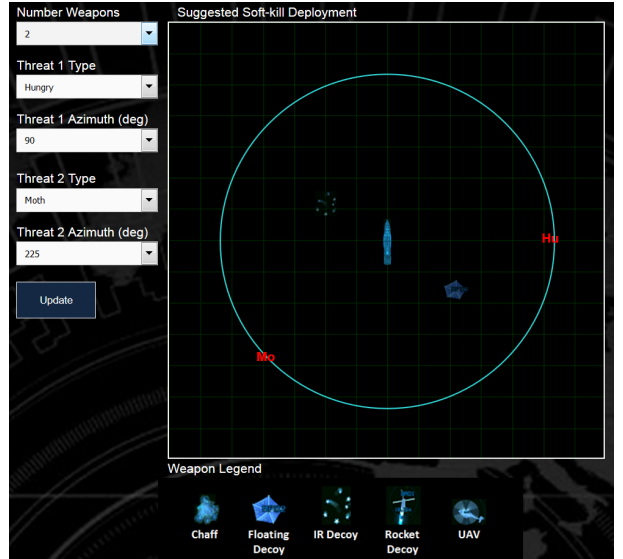 Number Weapons
2
Threat 1 Type
Hungry
Threat 1 Azimuth (deg)
90
Threat 2 Type
Moth
Threat 2 Azimuth (deg)
225
Update
Suggested Soft-kill Deployment
Hu
Mo
Weapon Legend
Chaff
Floating
Decoy
IR Decoy
Rocket
Decoy
UAV